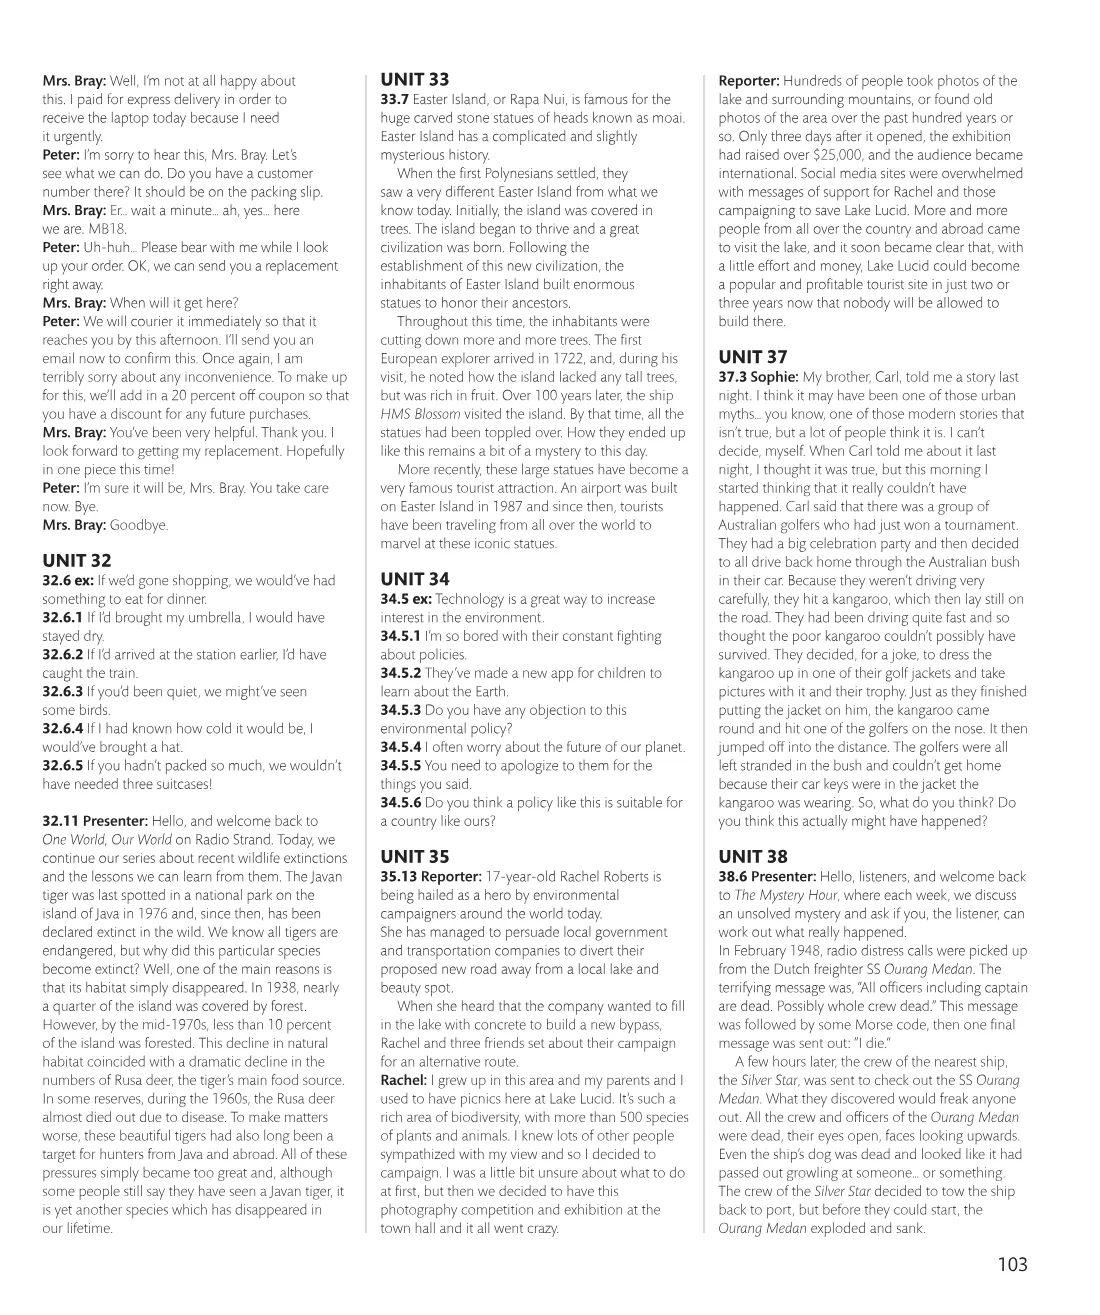 Mrs. Bray: Well, I’m not at all happy about
this. I paid for express delivery in order to
receive the laptop today because I need
it urgently.
Peter: I’m sorry to hear this, Mrs. Bray. Let’s
see what we can do. Do you have a customer
number there? It should be on the packing slip.
Mrs. Bray: Er… wait a minute… ah, yes… here
we are. MB18.
Peter: Uh-huh… Please bear with me while I look
up your order. OK, we can send you a replacement
right away.
Mrs. Bray: When will it get here?
Peter: We will courier it immediately so that it
reaches you by this afternoon. I’ll send you an
email now to confirm this. Once again, I am
terribly sorry about any inconvenience. To make up
for this, we’ll add in a 20 percent off coupon so that
you have a discount for any future purchases.
Mrs. Bray: You’ve been very helpful. Thank you. I
look forward to getting my replacement. Hopefully
in one piece this time!
Peter: I’m sure it will be, Mrs. Bray. You take care
now. Bye.
Mrs. Bray: Goodbye.
UNIT 32
32.6 ex: If we’d gone shopping, we would’ve had
something to eat for dinner.
32.6.1 If I’d brought my umbrella, I would have
stayed dry.
32.6.2 If I’d arrived at the station earlier, I’d have
caught the train.
32.6.3 If you’d been quiet, we might’ve seen
some birds.
32.6.4 If I had known how cold it would be, I
would’ve brought a hat.
32.6.5 If you hadn’t packed so much, we wouldn’t
have needed three suitcases!
32.11 Presenter: Hello, and welcome back to
One World, Our World on Radio Strand. Today, we
continue our series about recent wildlife extinctions
and the lessons we can learn from them. The Javan
tiger was last spotted in a national park on the
island of Java in 1976 and, since then, has been
declared extinct in the wild. We know all tigers are
endangered, but why did this particular species
become extinct? Well, one of the main reasons is
that its habitat simply disappeared. In 1938, nearly
a quarter of the island was covered by forest.
However, by the mid-1970s, less than 10 percent
of the island was forested. This decline in natural
habitat coincided with a dramatic decline in the
numbers of Rusa deer, the tiger’s main food source.
In some reserves, during the 1960s, the Rusa deer
almost died out due to disease. To make matters
worse, these beautiful tigers had also long been a
target for hunters from Java and abroad. All of these
pressures simply became too great and, although
some people still say they have seen a Javan tiger, it
is yet another species which has disappeared in
our lifetime.
UNIT 33
33.7 Easter Island, or Rapa Nui, is famous for the
huge carved stone statues of heads known as moai.
Easter Island has a complicated and slightly
mysterious history.
When the first Polynesians settled, they
saw a very different Easter Island from what we
know today. Initially, the island was covered in
trees. The island began to thrive and a great
civilization was born. Following the
establishment of this new civilization, the
inhabitants of Easter Island built enormous
statues to honor their ancestors.
Throughout this time, the inhabitants were
cutting down more and more trees. The first
European explorer arrived in 1722, and, during his
visit, he noted how the island lacked any tall trees,
but was rich in fruit. Over 100 years later, the ship
HMS Blossom visited the island. By that time, all the
statues had been toppled over. How they ended up
like this remains a bit of a mystery to this day.
More recently, these large statues have become a
very famous tourist attraction. An airport was built
on Easter Island in 1987 and since then, tourists
have been traveling from all over the world to
marvel at these iconic statues.
UNIT 34
34.5 ex: Technology is a great way to increase
interest in the environment.
34.5.1 I’m so bored with their constant fighting
about policies.
34.5.2 They’ve made a new app for children to
learn about the Earth.
34.5.3 Do you have any objection to this
environmental policy?
34.5.4 I often worry about the future of our planet.
34.5.5 You need to apologize to them for the
things you said.
34.5.6 Do you think a policy like this is suitable for
a country like ours?
UNIT 35
35.13 Reporter: 17-year-old Rachel Roberts is
being hailed as a hero by environmental
campaigners around the world today.
She has managed to persuade local government
and transportation companies to divert their
proposed new road away from a local lake and
beauty spot.
When she heard that the company wanted to fill
in the lake with concrete to build a new bypass,
Rachel and three friends set about their campaign
for an alternative route.
Rachel: I grew up in this area and my parents and I
used to have picnics here at Lake Lucid. It’s such a
rich area of biodiversity, with more than 500 species
of plants and animals. I knew lots of other people
sympathized with my view and so I decided to
campaign. I was a little bit unsure about what to do
at first, but then we decided to have this
photography competition and exhibition at the
town hall and it all went crazy.
Reporter: Hundreds of people took photos of the
lake and surrounding mountains, or found old
photos of the area over the past hundred years or
so. Only three days after it opened, the exhibition
had raised over $25,000, and the audience became
international. Social media sites were overwhelmed
with messages of support for Rachel and those
campaigning to save Lake Lucid. More and more
people from all over the country and abroad came
to visit the lake, and it soon became clear that, with
a little effort and money, Lake Lucid could become
a popular and profitable tourist site in just two or
three years now that nobody will be allowed to
build there.
UNIT 37
37.3 Sophie: My brother, Carl, told me a story last
night. I think it may have been one of those urban
myths… you know, one of those modern stories that
isn’t true, but a lot of people think it is. I can’t
decide, myself. When Carl told me about it last
night, I thought it was true, but this morning I
started thinking that it really couldn’t have
happened. Carl said that there was a group of
Australian golfers who had just won a tournament.
They had a big celebration party and then decided
to all drive back home through the Australian bush
in their car. Because they weren’t driving very
carefully, they hit a kangaroo, which then lay still on
the road. They had been driving quite fast and so
thought the poor kangaroo couldn’t possibly have
survived. They decided, for a joke, to dress the
kangaroo up in one of their golf jackets and take
pictures with it and their trophy. Just as they finished
putting the jacket on him, the kangaroo came
round and hit one of the golfers on the nose. It then
jumped off into the distance. The golfers were all
left stranded in the bush and couldn’t get home
because their car keys were in the jacket the
kangaroo was wearing. So, what do you think? Do
you think this actually might have happened?
UNIT 38
38.6 Presenter: Hello, listeners, and welcome back
to The Mystery Hour, where each week, we discuss
an unsolved mystery and ask if you, the listener, can
work out what really happened.
In February 1948, radio distress calls were picked up
from the Dutch freighter SS Ourang Medan. The
terrifying message was, “All officers including captain
are dead. Possibly whole crew dead.” This message
was followed by some Morse code, then one final
message was sent out: “I die.”
A few hours later, the crew of the nearest ship,
the Silver Star, was sent to check out the SS Ourang
Medan. What they discovered would freak anyone
out. All the crew and officers of the Ourang Medan
were dead, their eyes open, faces looking upwards.
Even the ship’s dog was dead and looked like it had
passed out growling at someone… or something.
The crew of the Silver Star decided to tow the ship
back to port, but before they could start, the
Ourang Medan exploded and sank.
103